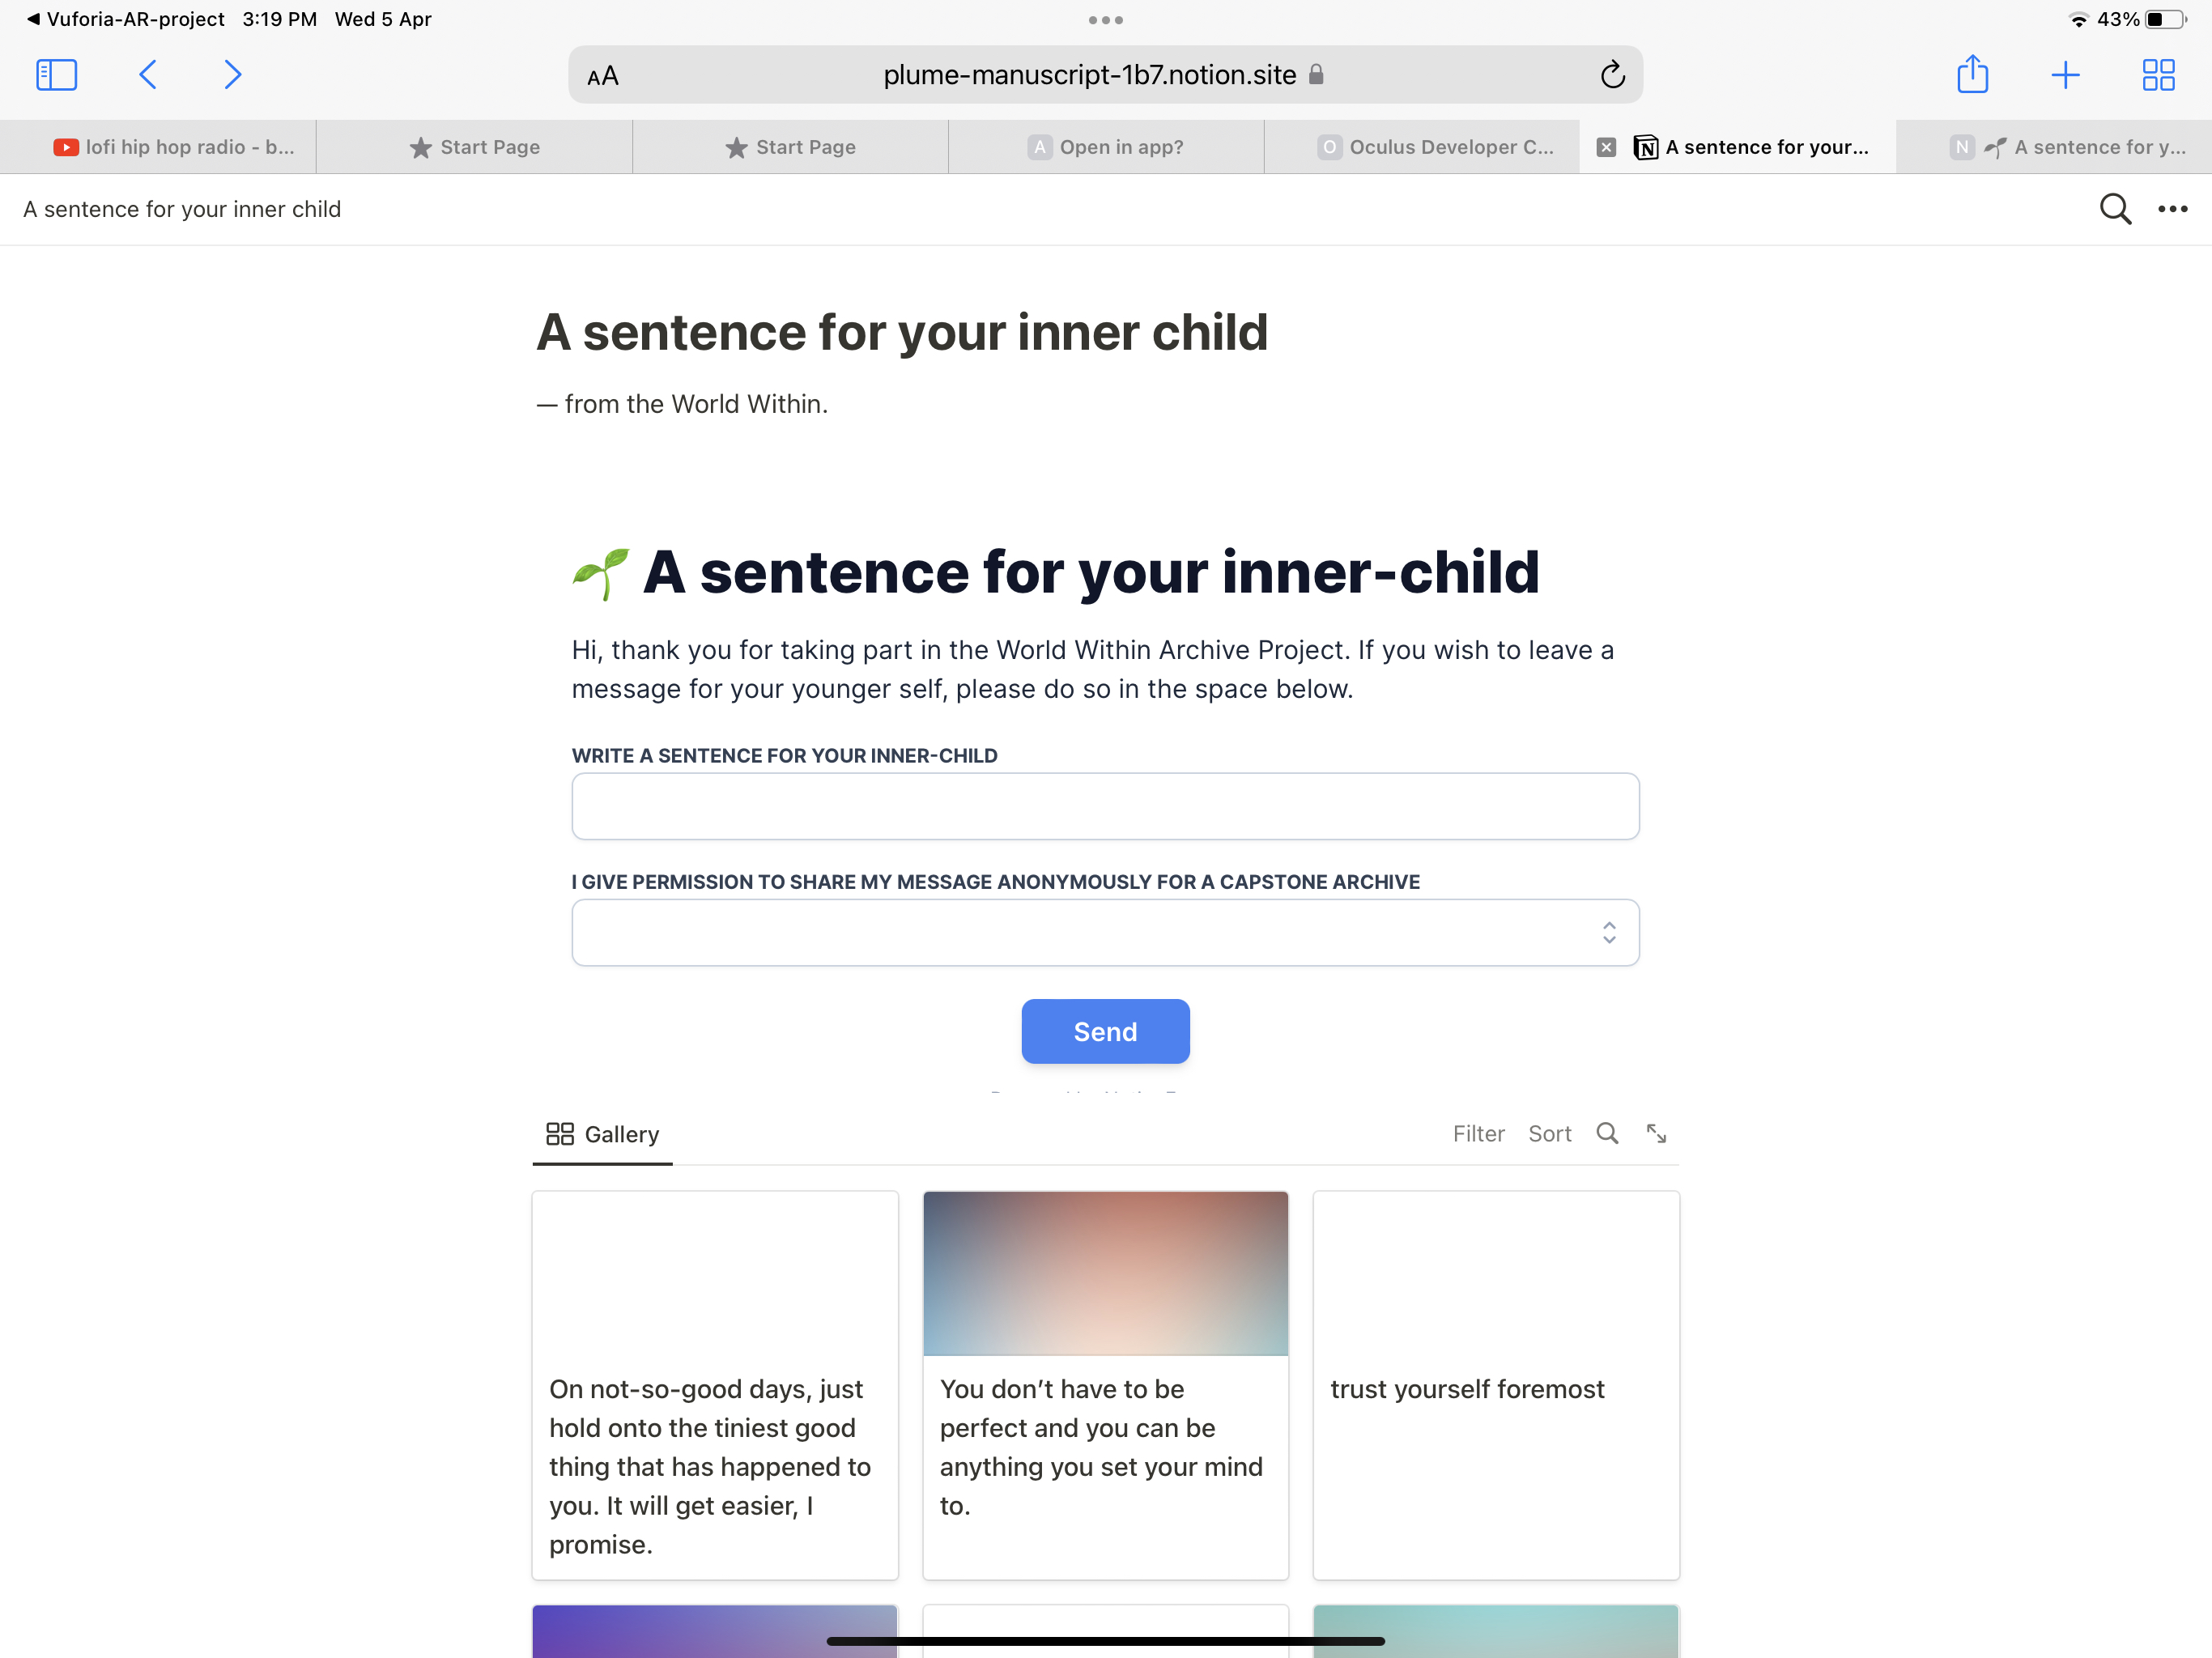 Vuforia-AR-project 3:19 PM Wed 5 Apr 43%
AA plume-manuscript-1b7.notion.site
lofi hip hop radio - b... Start Page Start Page A Open in app? O Oculus Developer C... A sentence for your... N A sentence for y...
A sentence for your inner child
A sentence for your inner child
— from the World Within.
A sentence for your inner-child
Hi, thank you for taking part in the World Within Archive Project. If you wish to leave a
message for your younger self, please do so in the space below.
WRITE A SENTENCE FOR YOUR INNER-CHILD
I GIVE PERMISSION TO SHARE MY MESSAGE ANONYMOUSLY FOR A CAPSTONE ARCHIVE
Send
Gallery Filter Sort
On not-so-good days, just
hold onto the tiniest good
thing that has happened to
you. It will get easier, I
promise.
You don’t have to be
perfect and you can be
anything you set your mind
to.
trust yourself foremost